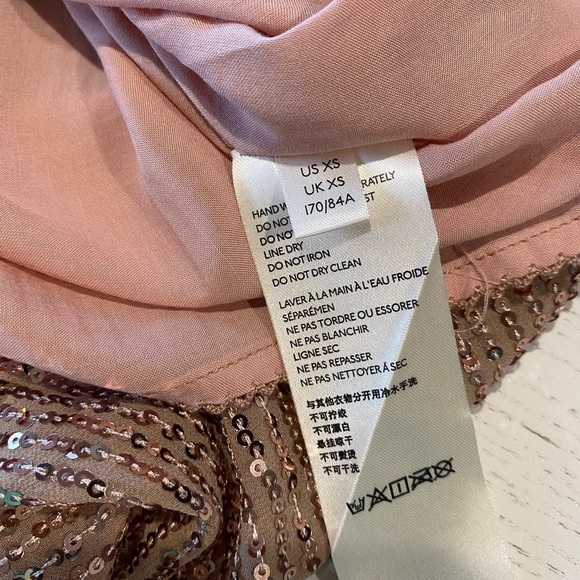 US XS
UK XS
170/84A
HAND W RATELY
DO NOT ST
DO NO
LINE DRY
DO NOT IRON
DO NOT DRY CLEAN
LAVER À LA MAIN À L'EAU FROIDE
SÉPARÉMEN
NE PAS TORDRE OU ESSORER
NE PAS BLANCHIR
LIGNE SEC
NE PAS REPASSER
NE PAS NETTOYER À SEC
与其他衣物分开用冷水手洗
不可拧绞
不可漂白
悬挂晾干
不可熨烫
不可干洗